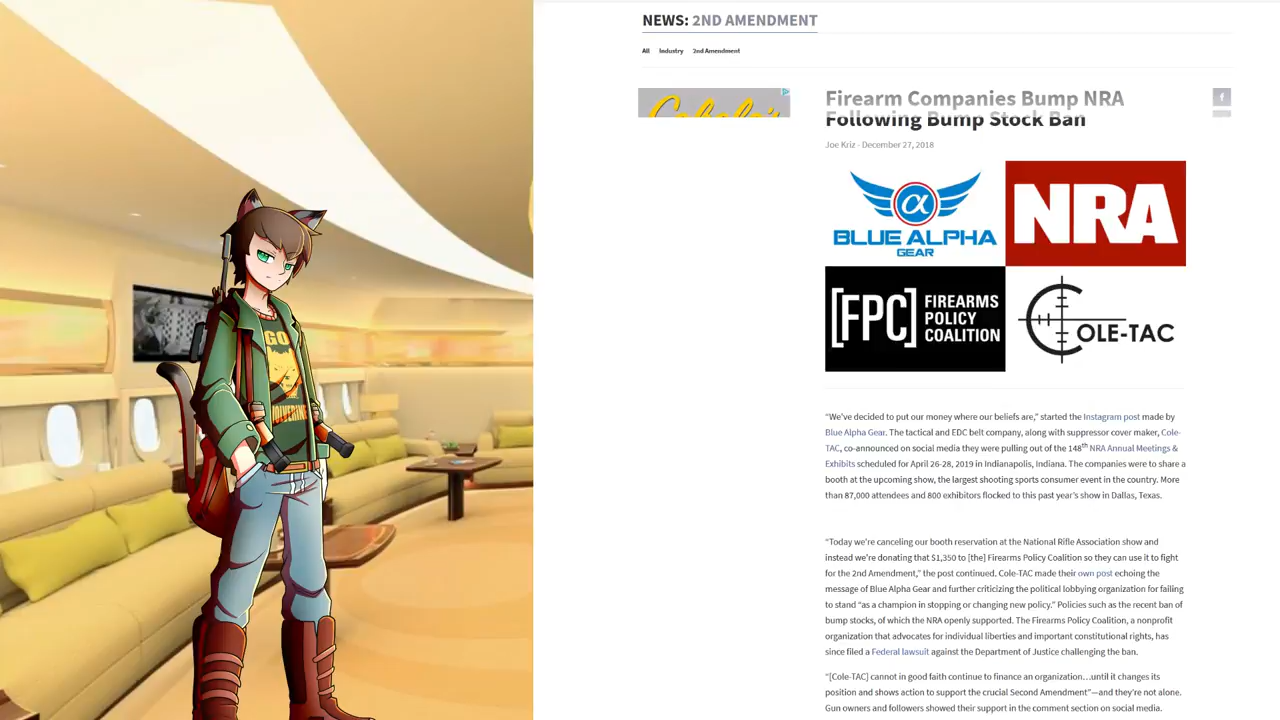 NEWS: 2ND AMENDMENT
All Industry 2nd Amendment
Cabela's
Firearm Companies Bump NRA
Following Bump Stock Ban
Joe Kriz - December 27, 2018
BLUE ALPHA
GEAR
NRA
[FPC] FIREARMS
POLICY
COALITION
COLE-TAC
GO
WOLVERINES
“We've decided to put our money where our beliefs are,” started the Instagram post made by
Blue Alpha Gear. The tactical and EDC belt company, along with suppressor cover maker, Cole-
TAC, co-announced on social media they were pulling out of the 148th NRA Annual Meetings &
Exhibits scheduled for April 26-28, 2019 in Indianapolis, Indiana. The companies were to share a
booth at the upcoming show, the largest shooting sports consumer event in the country. More
than 87,000 attendees and 800 exhibitors flocked to this past year's show in Dallas, Texas.
“Today we're canceling our booth reservation at the National Rifle Association show and
instead we're donating that $1,350 to [the] Firearms Policy Coalition so they can use it to fight
for the 2nd Amendment,” the post continued. Cole-TAC made their own post echoing the
message of Blue Alpha Gear and further criticizing the political lobbying organization for failing
to stand “as a champion in stopping or changing new policy.” Policies such as the recent ban of
bump stocks, of which the NRA openly supported. The Firearms Policy Coalition, a nonprofit
organization that advocates for individual liberties and important constitutional rights, has
since filed a Federal lawsuit against the Department of Justice challenging the ban.
“[Cole-TAC] cannot in good faith continue to finance an organization…until it changes its
position and shows action to support the crucial Second Amendment”—and they're not alone.
Gun owners and followers showed their support in the comment section on social media.